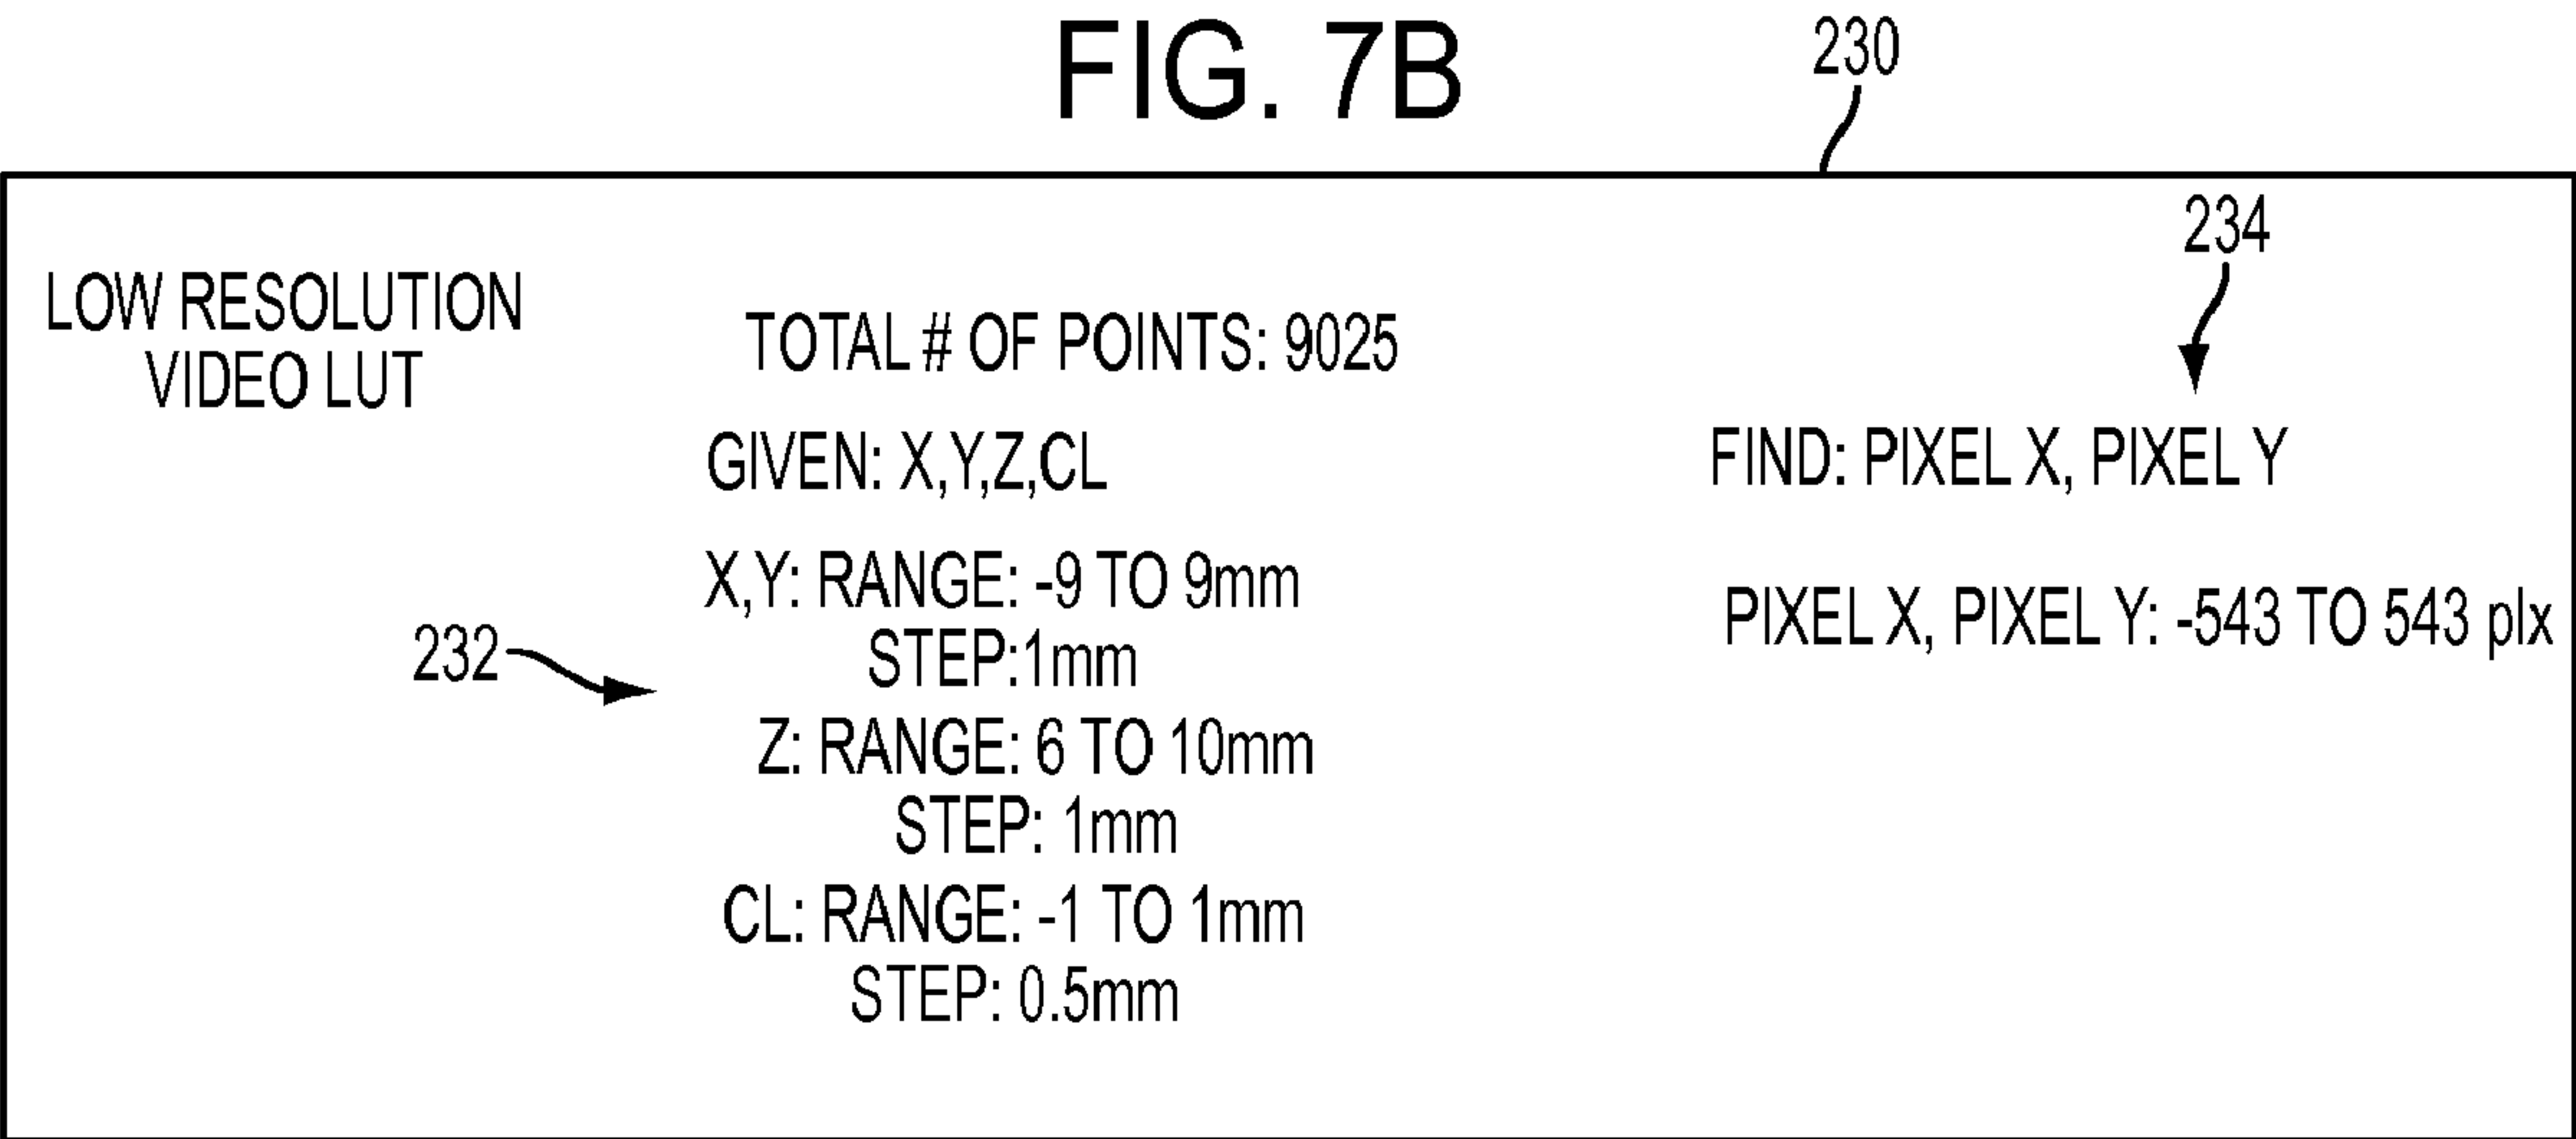 FIG. 7B
230
234
LOW RESOLUTION
VIDEO LUT
TOTAL # OF POINTS: 9025
GIVEN: X,Y,Z,CL
FIND: PIXEL X, PIXEL Y
X,Y: RANGE: -9 TO 9mm
STEP:1mm
PIXEL X, PIXEL Y: -543 TO 543 plx
232
Z: RANGE: 6 TO 10mm
STEP: 1mm
CL: RANGE: -1 TO 1mm
STEP: 0.5mm